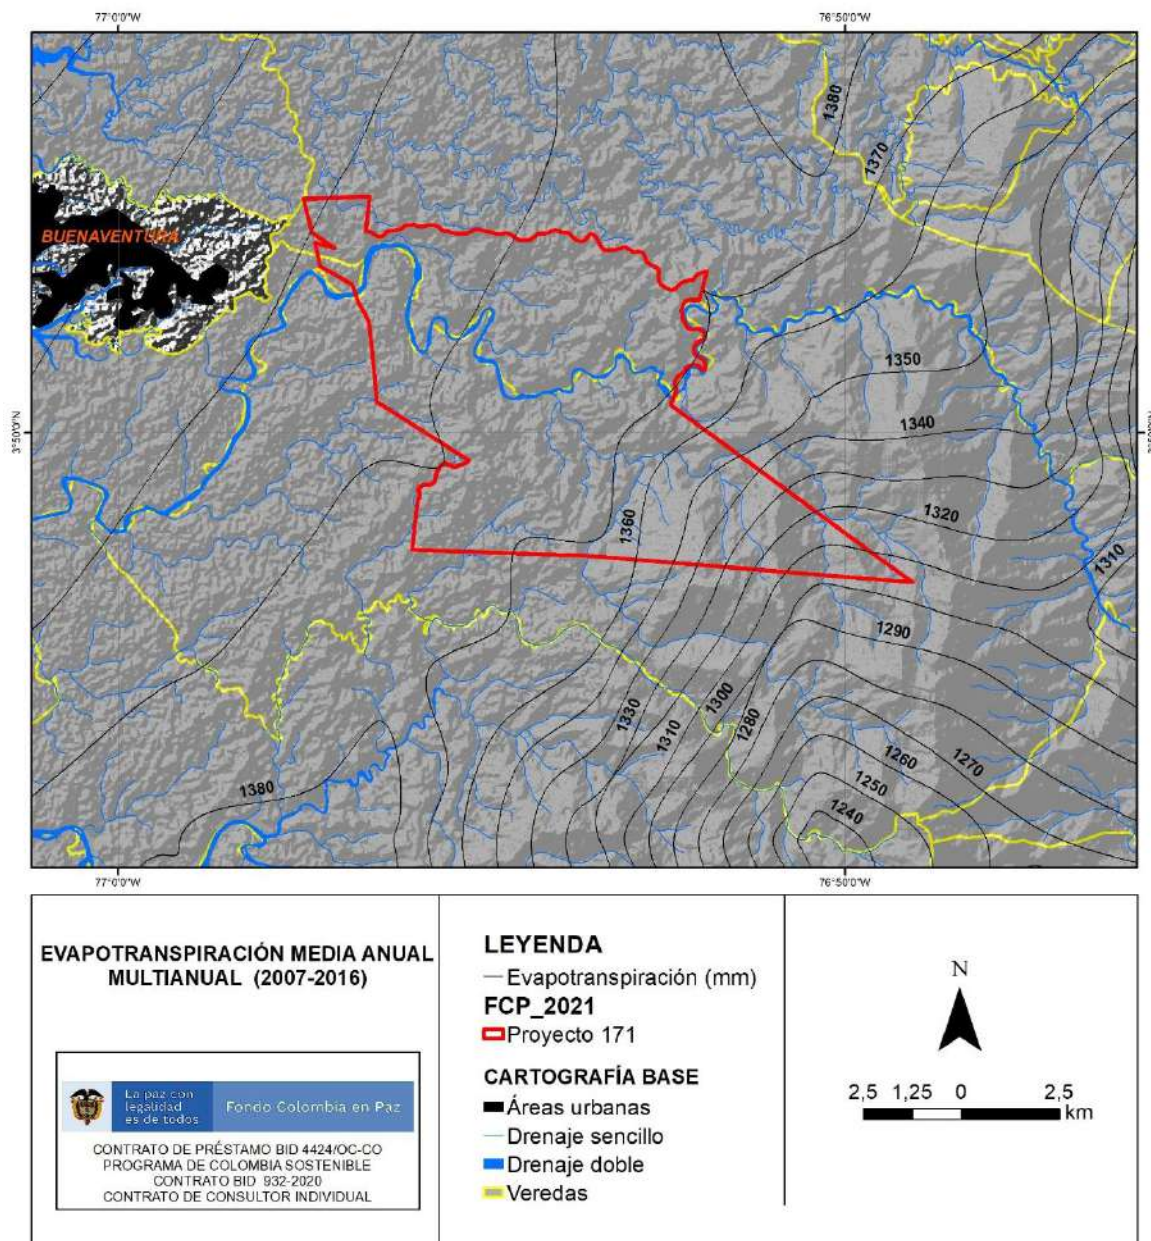 77°0'0"W
76°50'0"W
1380
1370
BUENAVENTURA
1350
3°50'0"N
1340
1360
1320
1310
1290
1330
1310
1300
1280
1260
1270
1250
1240
1380
77°0'0"W
76°50'0"W
EVAPOTRANSPIRACIÓN MEDIA ANUAL
MULTIANUAL (2007-2016)
La paz con
legalidad
es de todos
Fondo Colombia en Paz
CONTRATO DE PRÉSTAMO BID 4424/OC-CO
PROGRAMA DE COLOMBIA SOSTENIBLE
CONTRATO BID 932-2020
CONTRATO DE CONSULTOR INDIVIDUAL
LEYENDA
Evapotranspiración (mm)
FCP_2021
Proyecto 171
CARTOGRAFÍA BASE
Áreas urbanas
Drenaje sencillo
Drenaje doble
Veredas
N
2,5 1,25 0 2,5
km